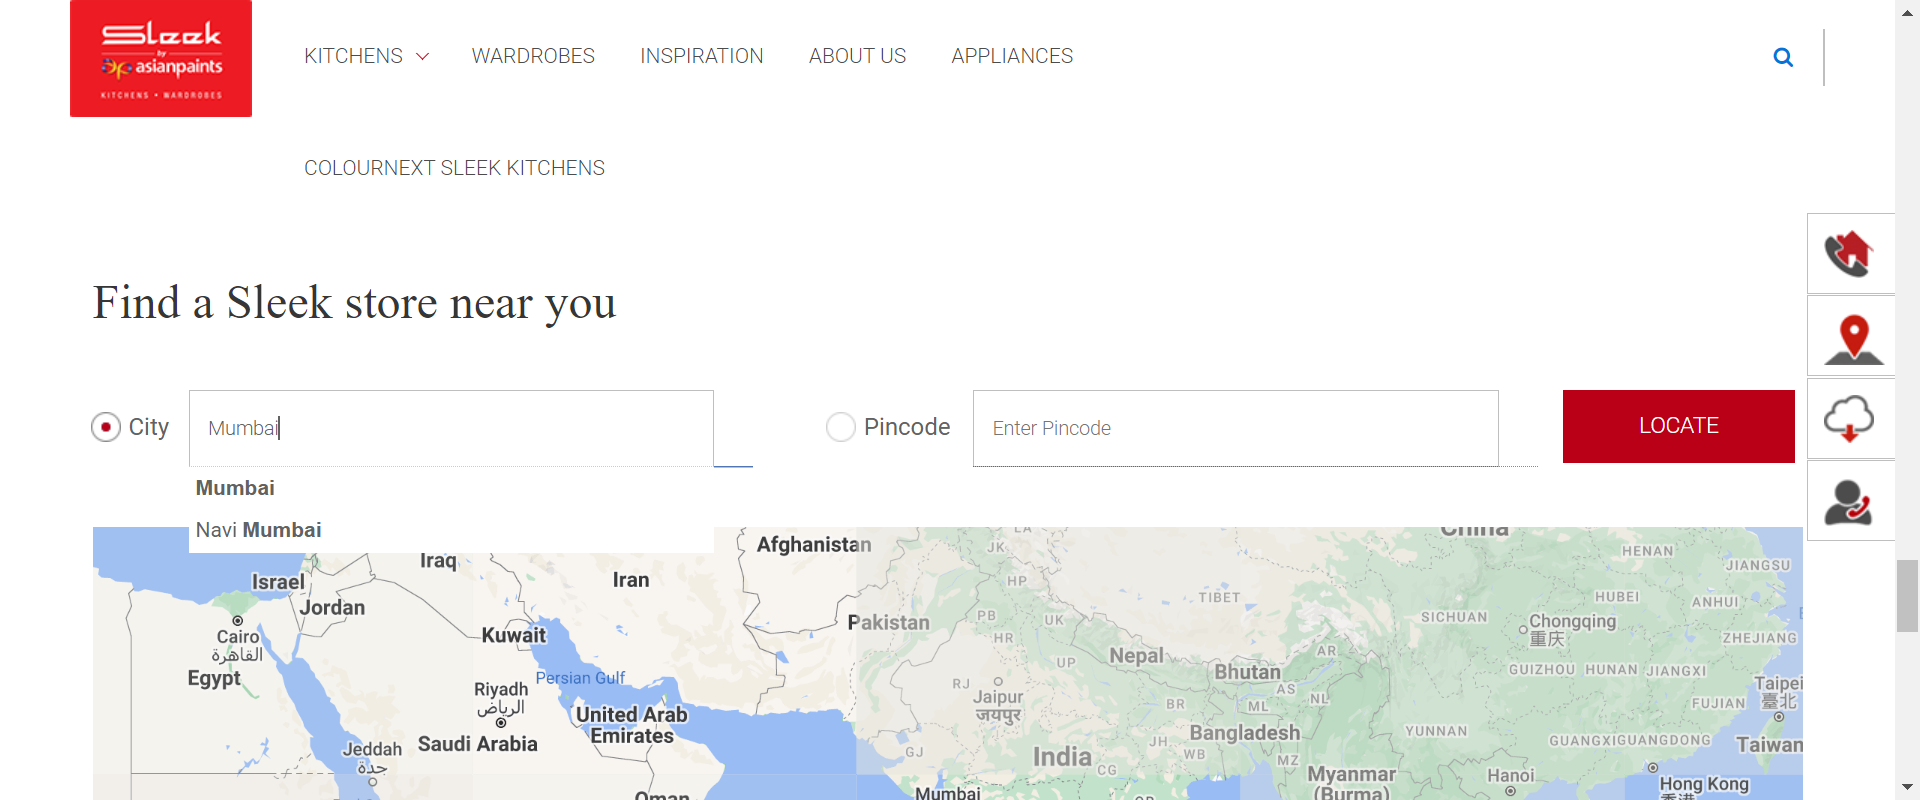 Sleek
by
asianpaints
KITCHENS • WARDROBES
KITCHENS
WARDROBES
INSPIRATION
ABOUT US
APPLIANCES
COLOURNEXT SLEEK KITCHENS
Find a Sleek store near you
City
Mumbai
Pincode
Enter Pincode
LOCATE
Mumbai
Navi Mumbai
Afghanistan
LA
China
JK
HENAN
JIANGSU
Iraq
Iran
Israel
Jordan
HP
TIBET
HUBEI
ANHUI
Cairo
القاهرة
Pakistan
PB
UK
SICHUAN
Chongqing
重庆
ZHEJIANG
Kuwait
HR
Egypt
Persian Gulf
UP
Nepal
AR
Bhutan
GUIZHOU
HUNAN
JIANGXI
Riyadh
الرياض
RJ
Jaipur
जयपुर
AS
NL
Taipei
臺北
United Arab
Emirates
BR
ML
FUJIAN
Jeddah
جدة
Saudi Arabia
GJ
India
JH
WB
Bangladesh
YUNNAN
GUANGXI
GUANGDONG
Taiwan
CG
MZ
Myanmar
(Burma)
Hanoi
Hong Kong
香港
Oman
Mumbai
OR